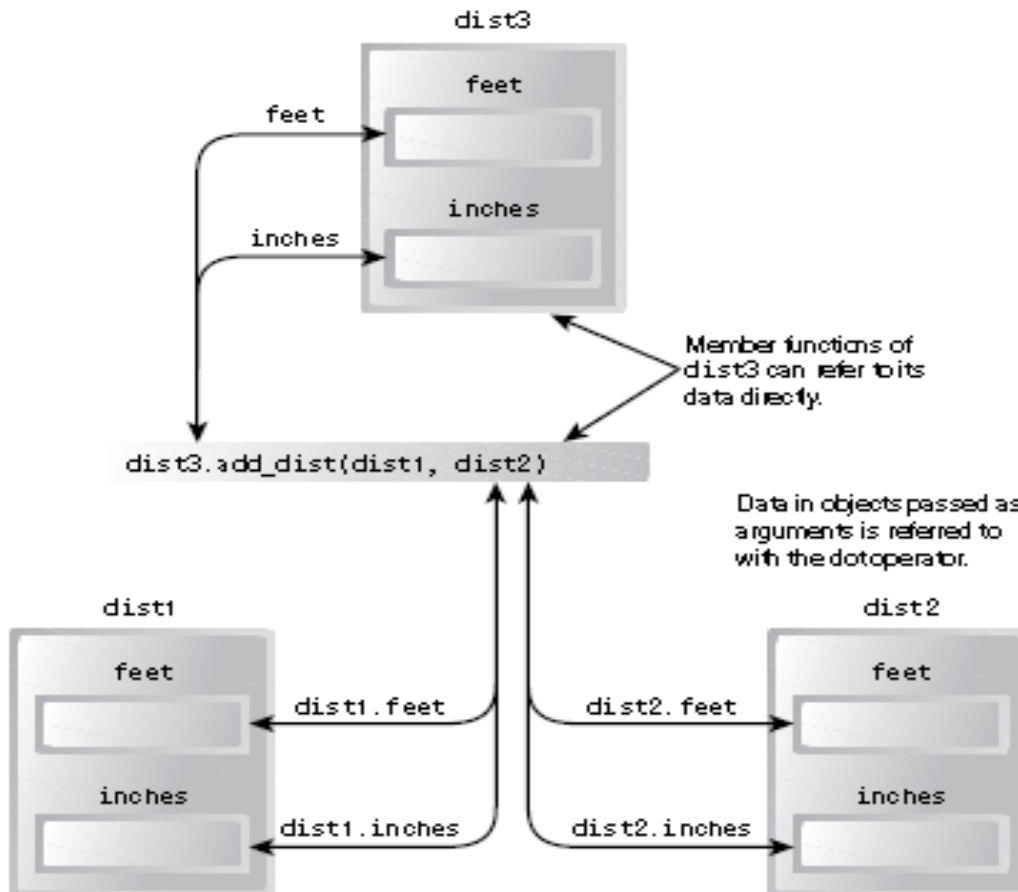 dist3
feet
feet
inches
inches
Member functions of
dist3 can refer to its
data directly.
dist3.add_dist(dist1, dist2)
Data in objects passed as
arguments is referred to
with the dot operator.
dist1
dist2
feet
feet
dist1.feet
dist2.feet
inches
inches
dist1.inches
dist2.inches